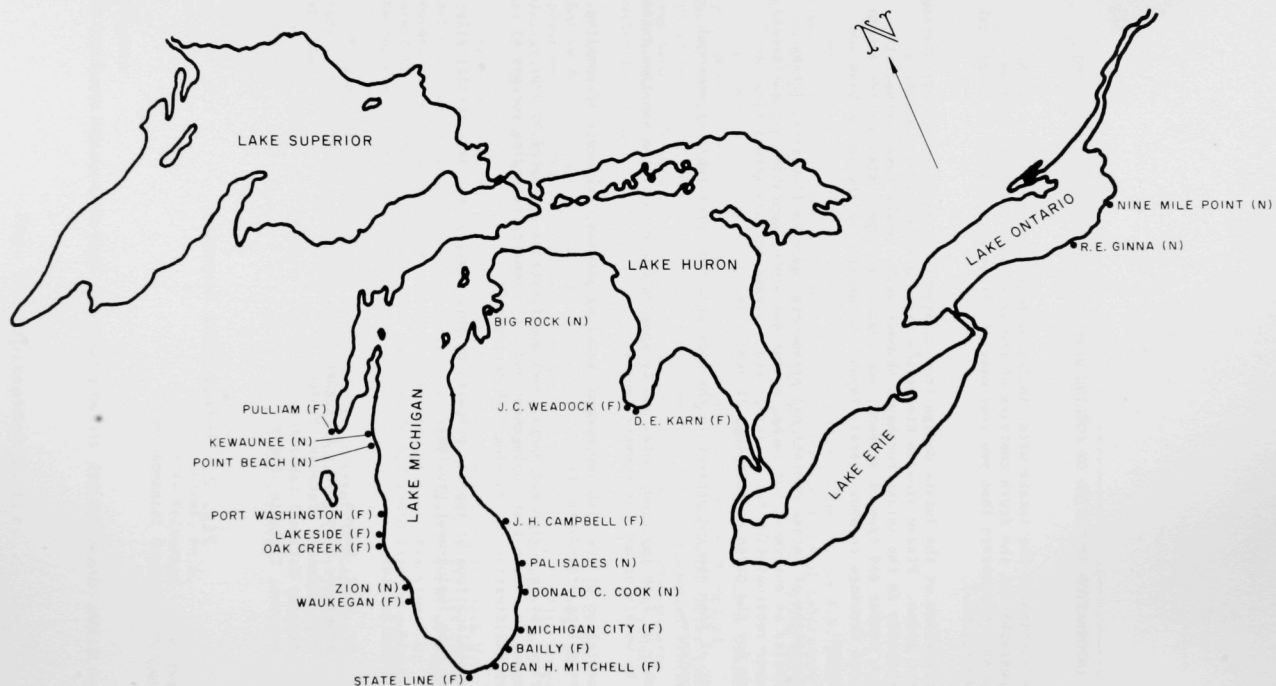 N
LAKE SUPERIOR
NINE MILE POINT (N)
LAKE ONTARIO
R.E. GINNA (N)
LAKE HURON
BIG ROCK (N)
PULLIAM (F)
KEWAUNEE (N)
POINT BEACH (N)
LAKE MICHIGAN
J. C. WEADOCK (F)
D. E. KARN (F)
LAKE ERIE
PORT WASHINGTON (F)
LAKESIDE (F)
OAK CREEK (F)
J. H. CAMPBELL (F)
PALISADES (N)
ZION (N)
WAUKEGAN (F)
DONALD C. COOK (N)
MICHIGAN CITY (F)
BAILLY (F)
DEAN H. MITCHELL (F)
STATE LINE (F)